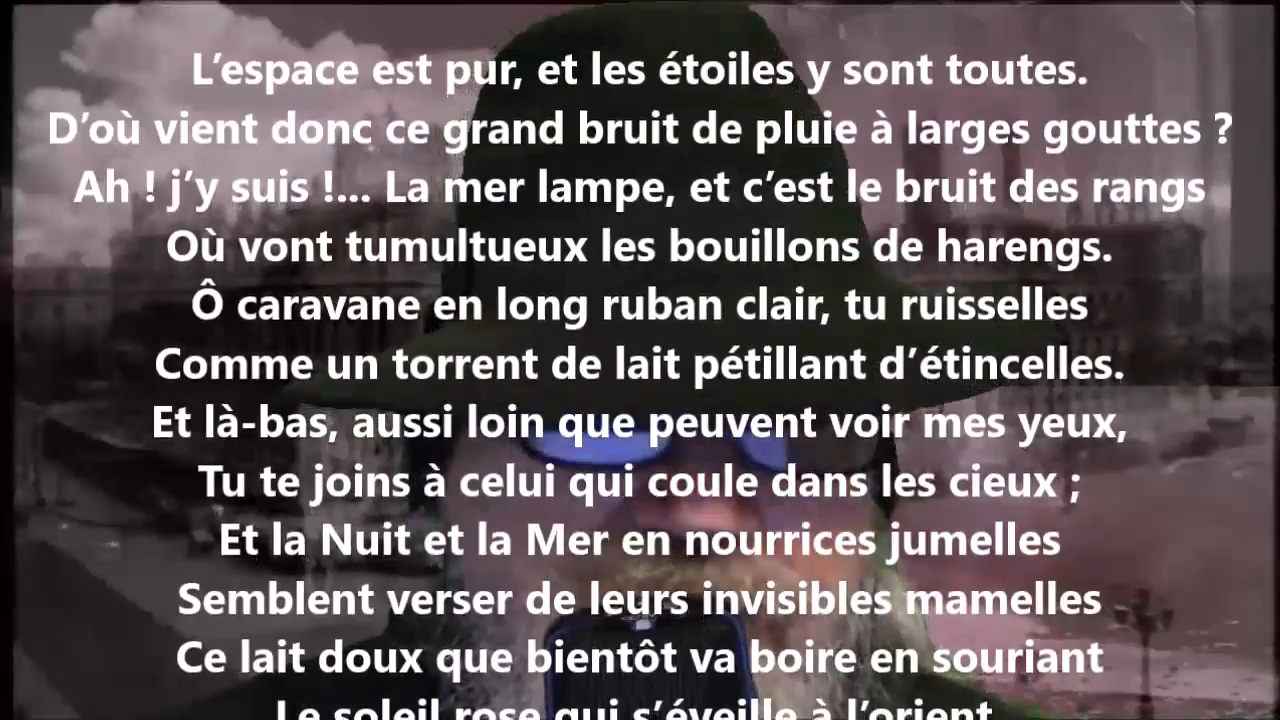 L’espace est pur, et les étoiles y sont toutes.
D’où vient donc ce grand bruit de pluie à larges gouttes ?
Ah ! j’y suis !... La mer lampe, et c’est le bruit des rangs
Où vont tumultueux les bouillons de harengs.
Ô caravane en long ruban clair, tu ruisselles
Comme un torrent de lait pétillant d’étincelles.
Et là-bas, aussi loin que peuvent voir mes yeux,
Tu te joins à celui qui coule dans les cieux ;
Et la Nuit et la Mer en nourrices jumelles
Semblent verser de leurs invisibles mamelles
Ce lait doux que bientôt va boire en souriant
Le soleil rose qui s’éveille à l’orient